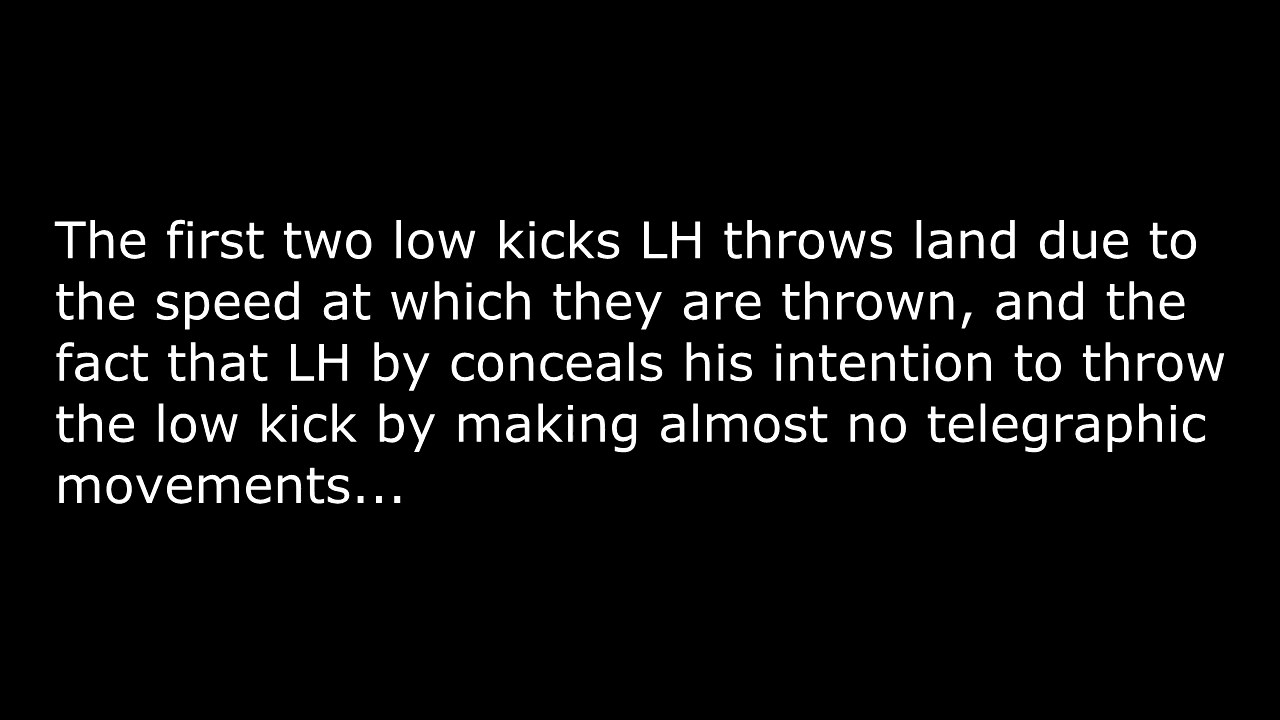 The first two low kicks LH throws land due to
the speed at which they are thrown, and the
fact that LH by conceals his intention to throw
the low kick by making almost no telegraphic
movements...